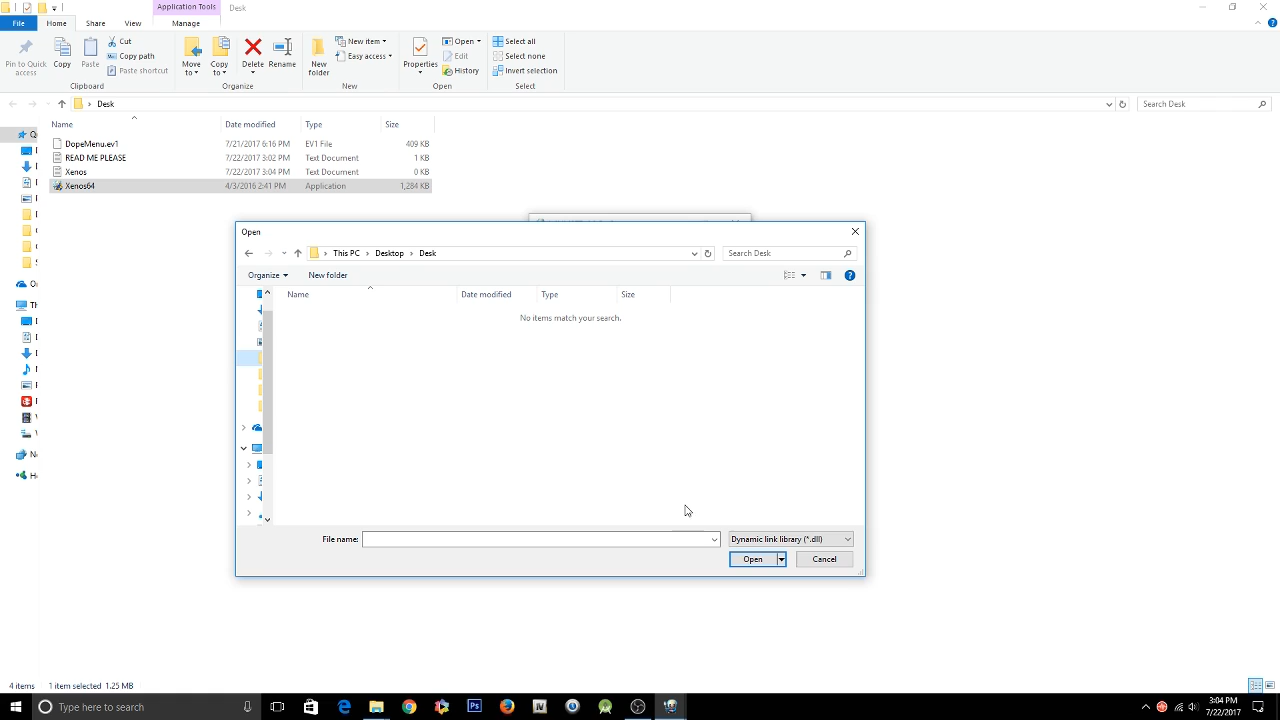 Application Tools
Desk
File
Home
Share
View
Manage
Pin to Quick access
Copy
Paste
Cut
Copy path
Paste shortcut
Clipboard
Move to
Copy to
Delete
Rename
Organize
New folder
New item
Easy access
New
Properties
Open
Edit
History
Open
Select all
Select none
Invert selection
Select
Desk
Search Desk
Name
Date modified
Type
Size
DopeMenu.ev1 7/21/2017 6:16 PM EV1 File 409 KB
READ ME PLEASE 7/22/2017 3:02 PM Text Document 1 KB
Xenos 7/22/2017 3:04 PM Text Document 0 KB
Xenos64 4/3/2016 2:41 PM Application 1,284 KB
Open
This PC > Desktop > Desk
Search Desk
Organize
New folder
Name
Date modified
Type
Size
No items match your search.
File name:
Dynamic link library (*.dll)
Open
Cancel
4 items
1 item selected 1.25 MB
Type here to search
Ps
3:04 PM
7/22/2017